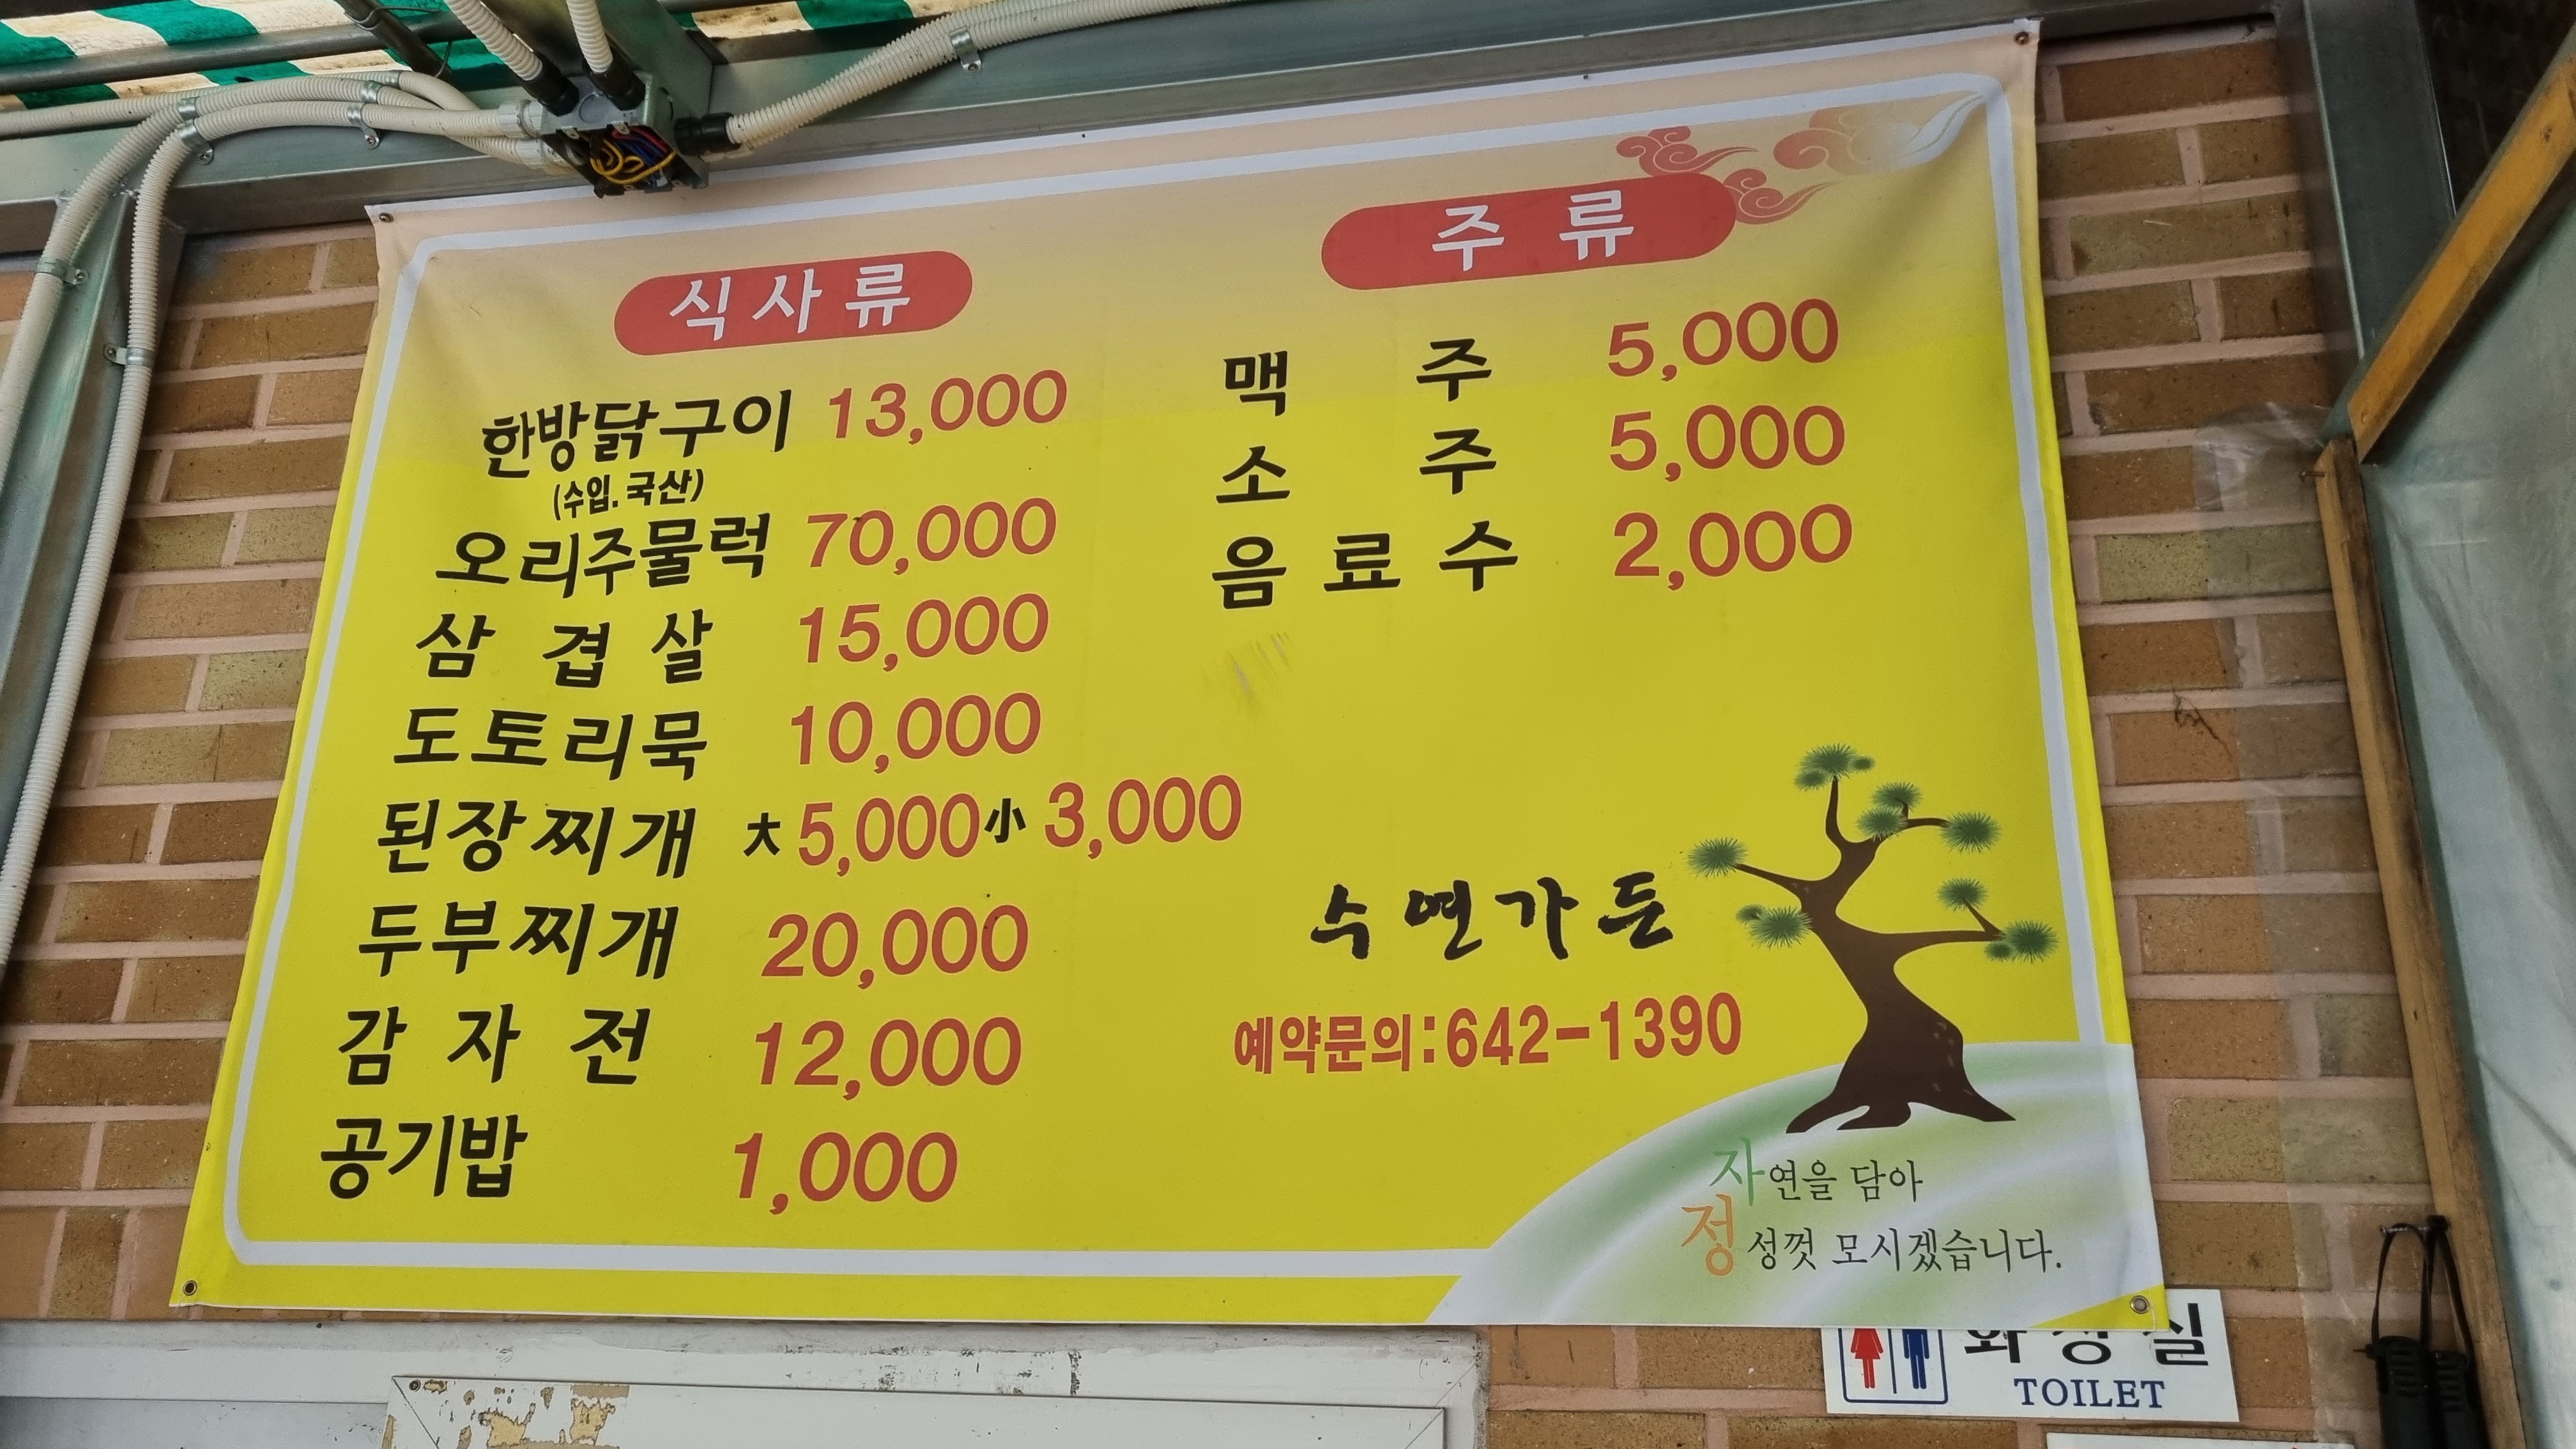 식사류
한방닭구이 13,000
(수입.국산)
오리주물럭 70,000
삼겹살 15,000
도토리묵 10,000
된장찌개 大 5,000 小 3,000
두부찌개 20,000
감자전 12,000
공기밥 1,000
주류
맥주 5,000
소주 5,000
음료수 2,000
수연가든
예약문의:642-1390
자연을 담아
정성껏 모시겠습니다.
화장실
TOILET